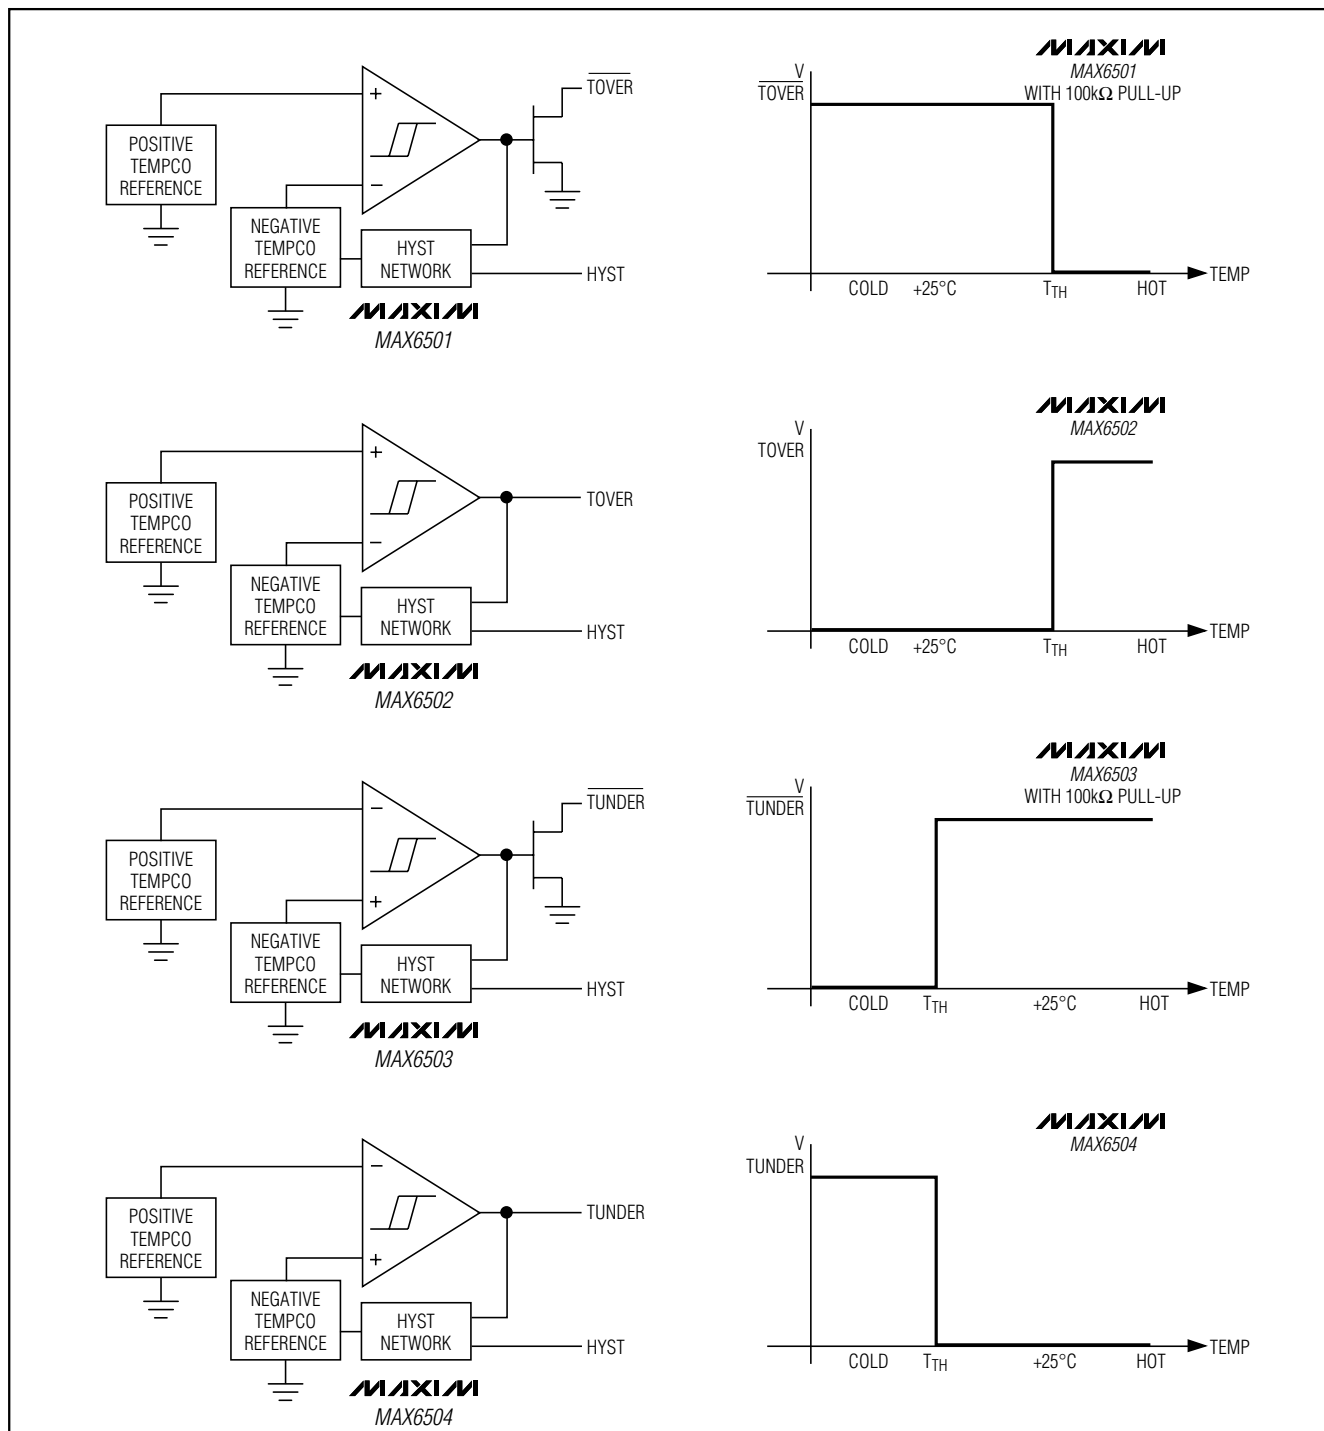 +
−
POSITIVE
TEMPCO
REFERENCE
NEGATIVE
TEMPCO
REFERENCE
HYST
NETWORK
TOVER
HYST
MAXIM
MAX6501
MAXIM
MAX6501
WITH 100kΩ PULL-UP
V
TOVER
COLD +25°C TTH HOT
TEMP
+
−
POSITIVE
TEMPCO
REFERENCE
NEGATIVE
TEMPCO
REFERENCE
HYST
NETWORK
TOVER
HYST
MAXIM
MAX6502
MAXIM
MAX6502
V
TOVER
COLD +25°C TTH HOT
TEMP
−
+
POSITIVE
TEMPCO
REFERENCE
NEGATIVE
TEMPCO
REFERENCE
HYST
NETWORK
TUNDER
HYST
MAXIM
MAX6503
MAXIM
MAX6503
WITH 100kΩ PULL-UP
V
TUNDER
COLD TTH +25°C HOT
TEMP
−
+
POSITIVE
TEMPCO
REFERENCE
NEGATIVE
TEMPCO
REFERENCE
HYST
NETWORK
TUNDER
HYST
MAXIM
MAX6504
MAXIM
MAX6504
V
TUNDER
COLD TTH +25°C HOT
TEMP